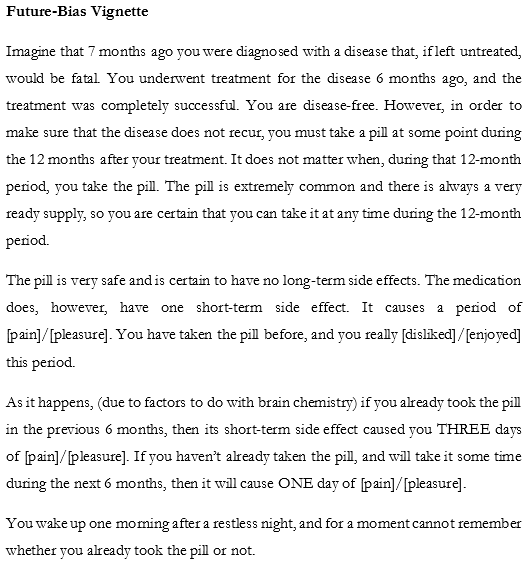 Future-Bias Vignette
Imagine that 7 months ago you were diagnosed with a disease that, if left untreated,
would be fatal. You underwent treatment for the disease 6 months ago, and the
treatment was completely successful. You are disease-free. However, in order to
make sure that the disease does not recur, you must take a pill at some point during
the 12 months after your treatment. It does not matter when, during that 12-month
period, you take the pill. The pill is extremely common and there is always a very
ready supply, so you are certain that you can take it at any time during the 12-month
period.
The pill is very safe and is certain to have no long-term side effects. The medication
does, however, have one short-term side effect. It causes a period of
[pain]/[pleasure]. You have taken the pill before, and you really [disliked]/[enjoyed]
this period.
As it happens, (due to factors to do with brain chemistry) if you already took the pill
in the previous 6 months, then its short-term side effect caused you THREE days
of [pain]/[pleasure]. If you haven't already taken the pill, and will take it some time
during the next 6 months, then it will cause ONE day of [pain]/[pleasure].
You wake up one morning after a restless night, and for a moment cannot remember
whether you already took the pill or not.